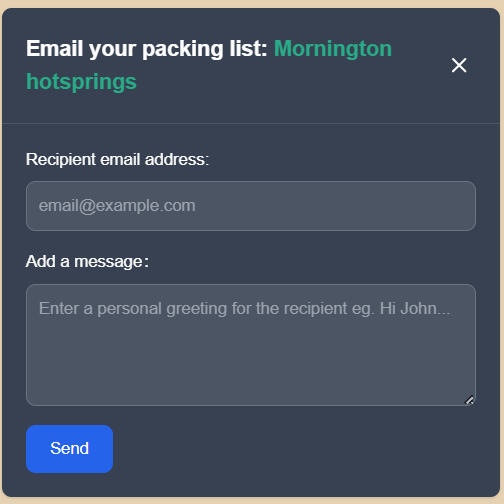 Email your packing list: Mornington
hotsprings
Recipient email address:
email@example.com
Add a message:
Enter a personal greeting for the recipient eg. Hi John...
Send